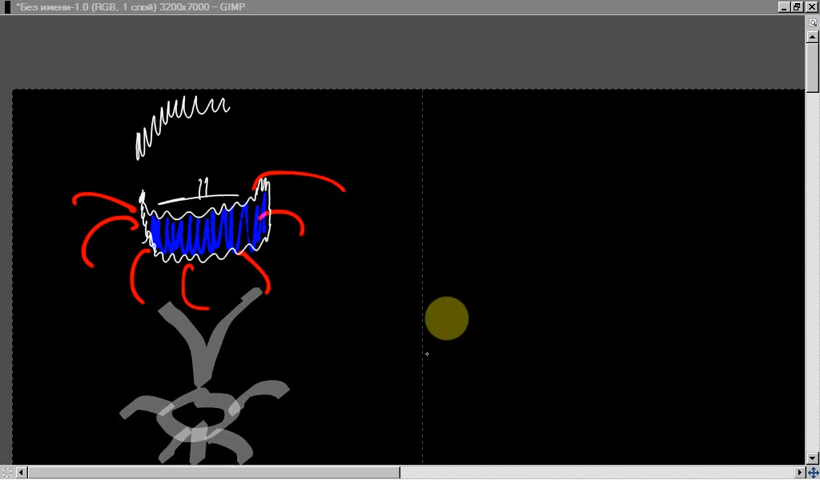 *Без имени-1.0 (RGB, 1 слой) 3200x7000 – GIMP